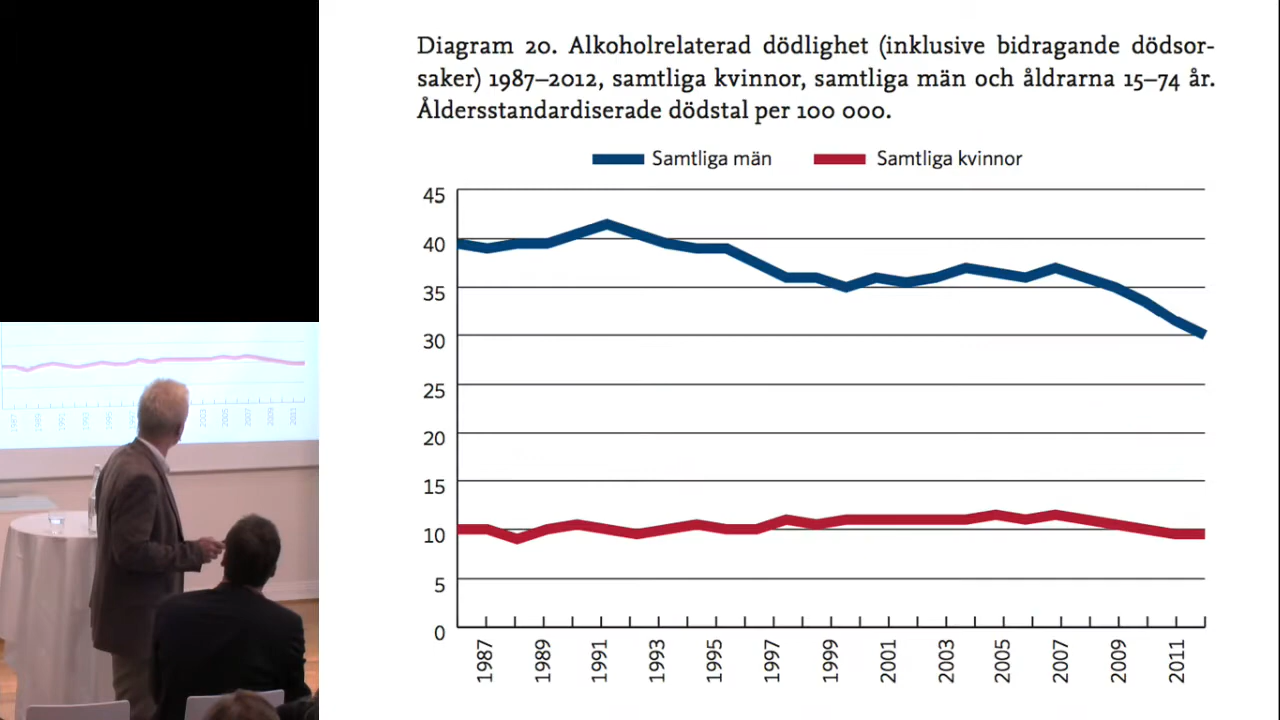 Diagram 20. Alkoholrelaterad dödlighet (inklusive bidragande dödsor-
saker) 1987–2012, samtliga kvinnor, samtliga män och åldrarna 15–74 år.
Åldersstandardiserade dödstal per 100 000.
Samtliga män Samtliga kvinnor
45
40
35
30
25
20
15
10
5
0
1987 1989 1991 1993 1995 1997 1999 2001 2003 2005 2007 2009 2011